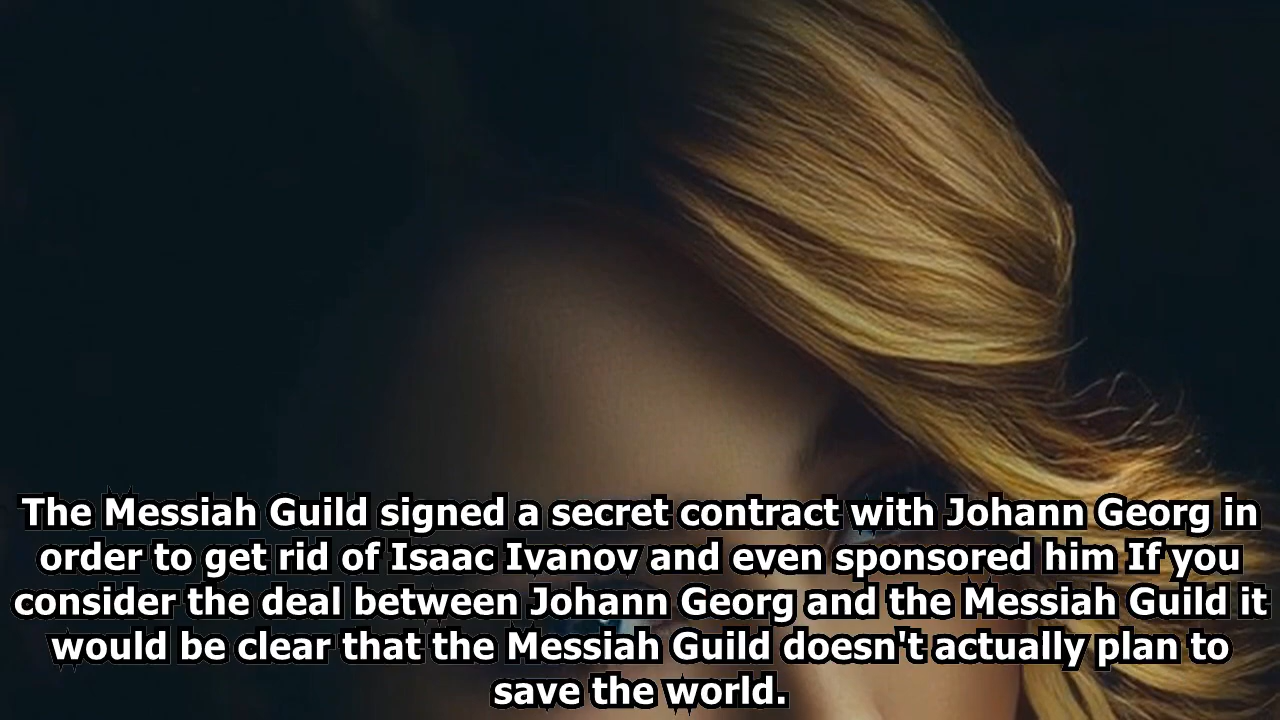 The Messiah Guild signed a secret contract with Johann Georg in
order to get rid of Isaac Ivanov and even sponsored him If you
consider the deal between Johann Georg and the Messiah Guild it
would be clear that the Messiah Guild doesn't actually plan to
save the world.